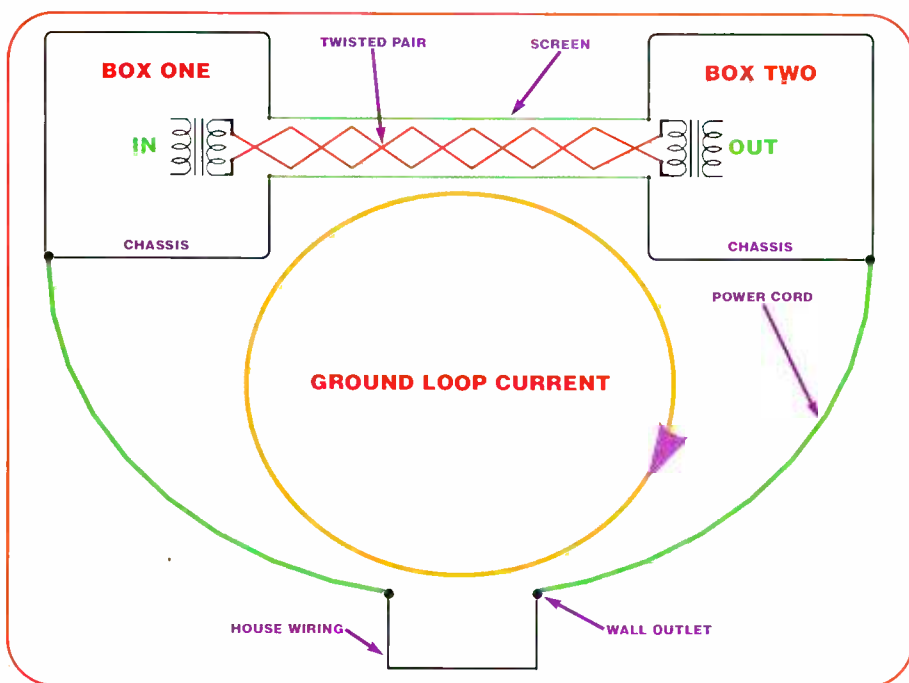 TWISTED PAIR
SCREEN
BOX ONE
BOX TWO
IN
OUT
CHASSIS
CHASSIS
POWER CORD
GROUND LOOP CURRENT
HOUSE WIRING
WALL OUTLET